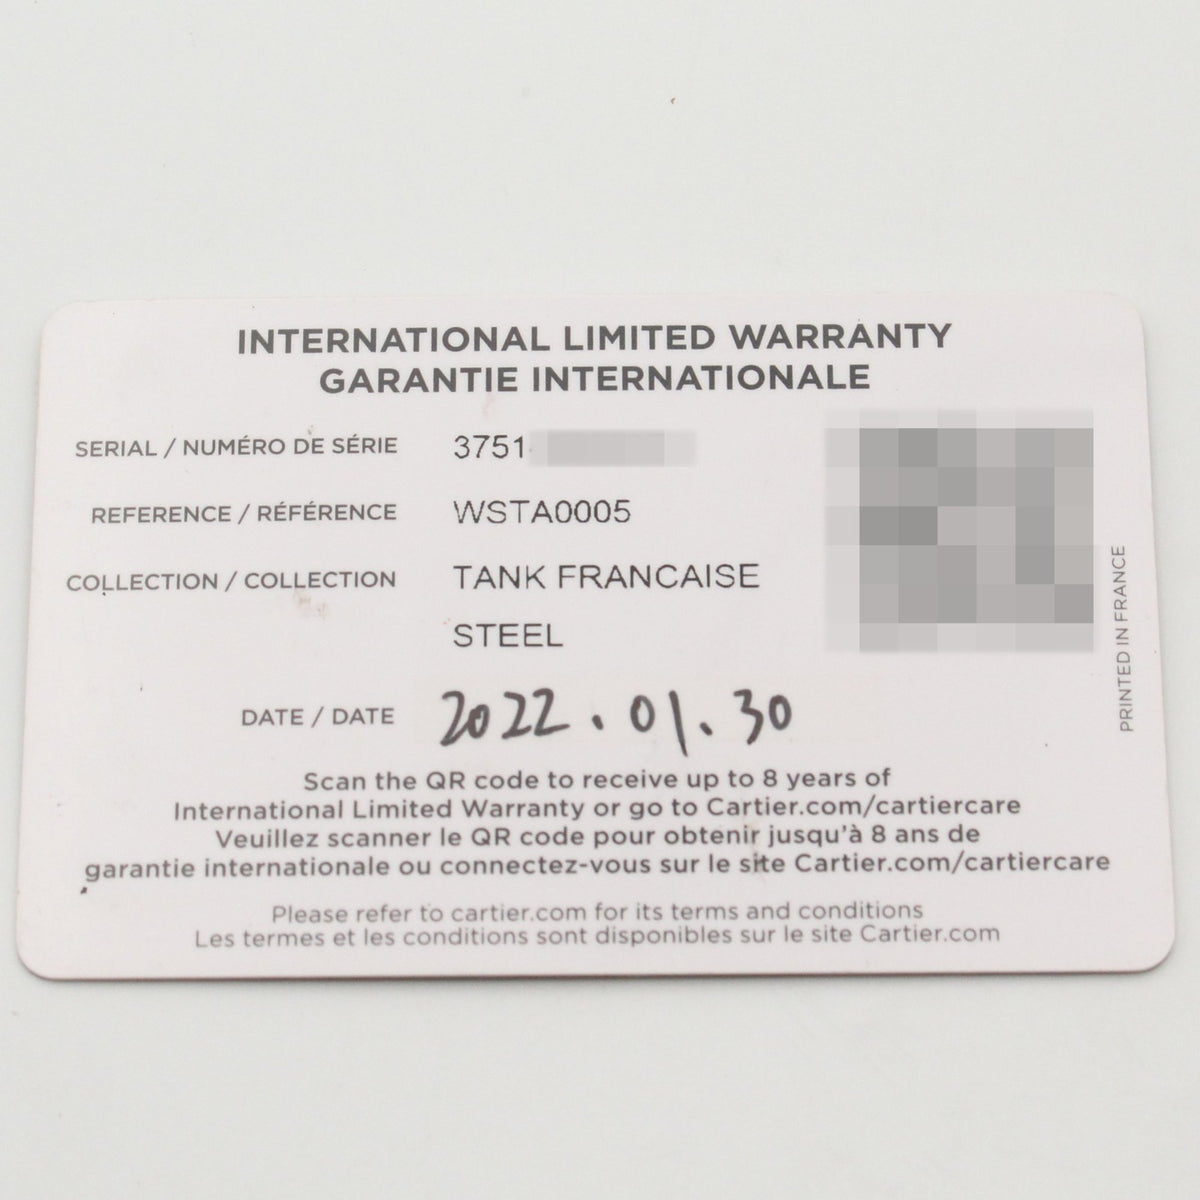 INTERNATIONAL LIMITED WARRANTY
GARANTIE INTERNATIONALE
SERIAL / NUMÉRO DE SÉRIE 3751
REFERENCE / RÉFÉRENCE WSTA0005
COLLECTION / COLLECTION TANK FRANCAISE
STEEL
DATE / DATE 2022.01.30
Scan the QR code to receive up to 8 years of
International Limited Warranty or go to Cartier.com/cartiercare
Veuillez scanner le QR code pour obtenir jusqu'à 8 ans de
garantie internationale ou connectez-vous sur le site Cartier.com/cartiercare
Please refer to cartier.com for its terms and conditions
Les termes et les conditions sont disponibles sur le site Cartier.com
PRINTED IN FRANCE